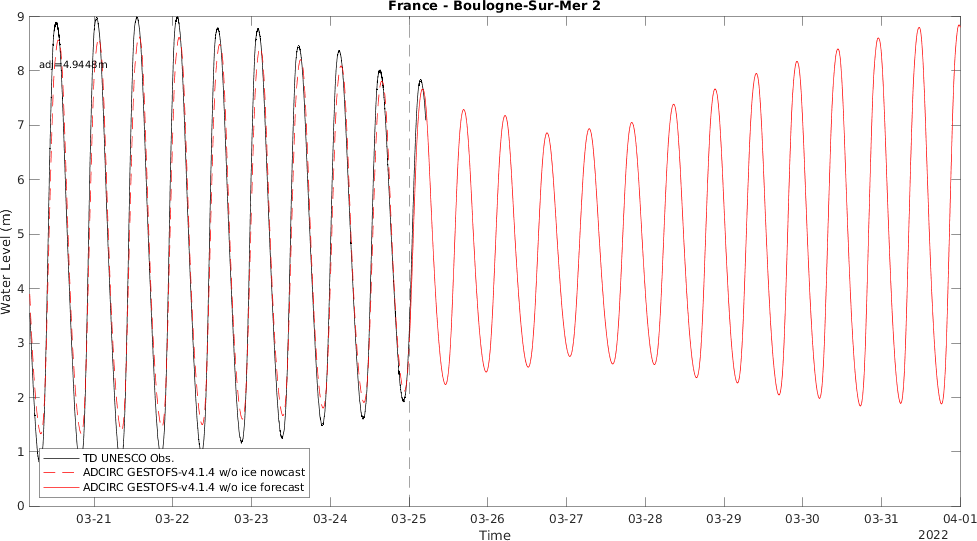 France - Boulogne-Sur-Mer 2
adj=4.9448m
Water Level (m)
9
8
7
6
5
4
3
2
1
0
TD UNESCO Obs.
ADCIRC GESTOFS-v4.1.4 w/o ice nowcast
ADCIRC GESTOFS-v4.1.4 w/o ice forecast
03-21 03-22 03-23 03-24 03-25 03-26 03-27 03-28 03-29 03-30 03-31 04-01
Time
2022